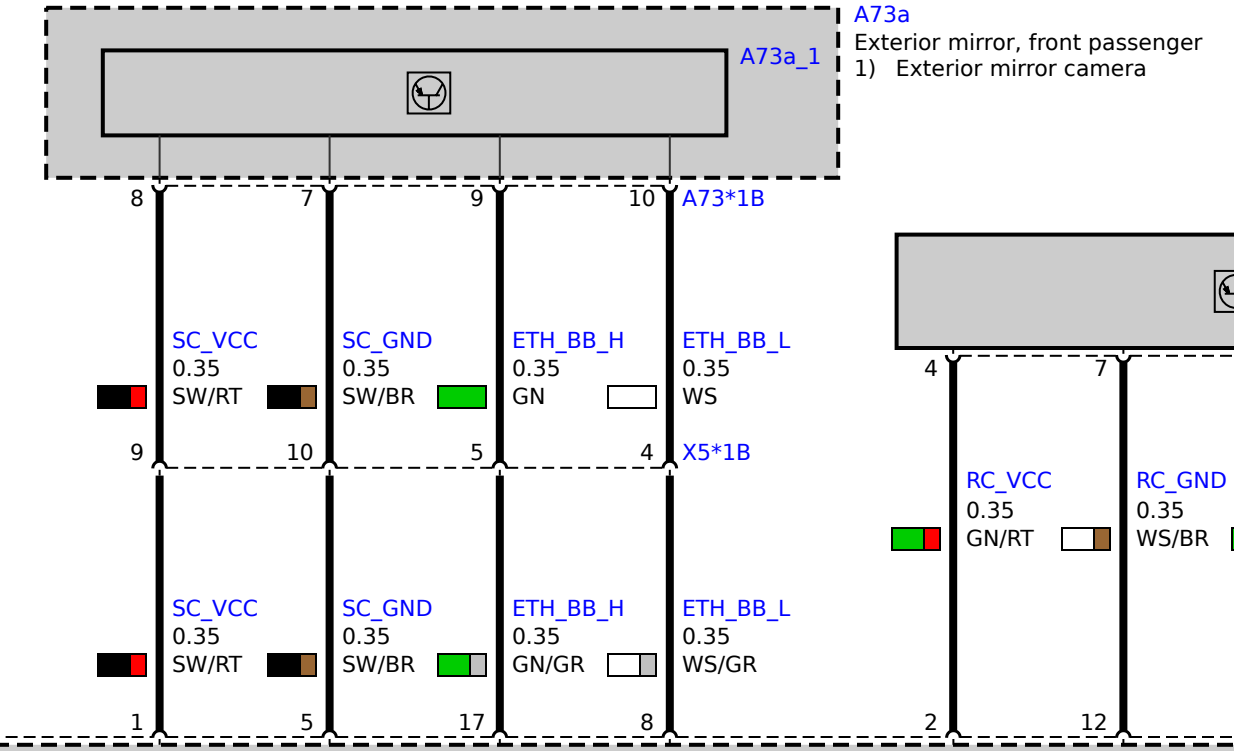 A73a
Exterior mirror, front passenger
1) Exterior mirror camera
A73a_1
8 7 9 10 A73*1B
SC_VCC SC_GND ETH_BB_H ETH_BB_L
0.35 0.35 0.35 0.35
SW/RT SW/BR GN WS
9 10 5 4 X5*1B
SC_VCC SC_GND ETH_BB_H ETH_BB_L
0.35 0.35 0.35 0.35
SW/RT SW/BR GN/GR WS/GR
1 5 17 8
4 7
RC_VCC RC_GND
0.35 0.35
GN/RT WS/BR
2 12